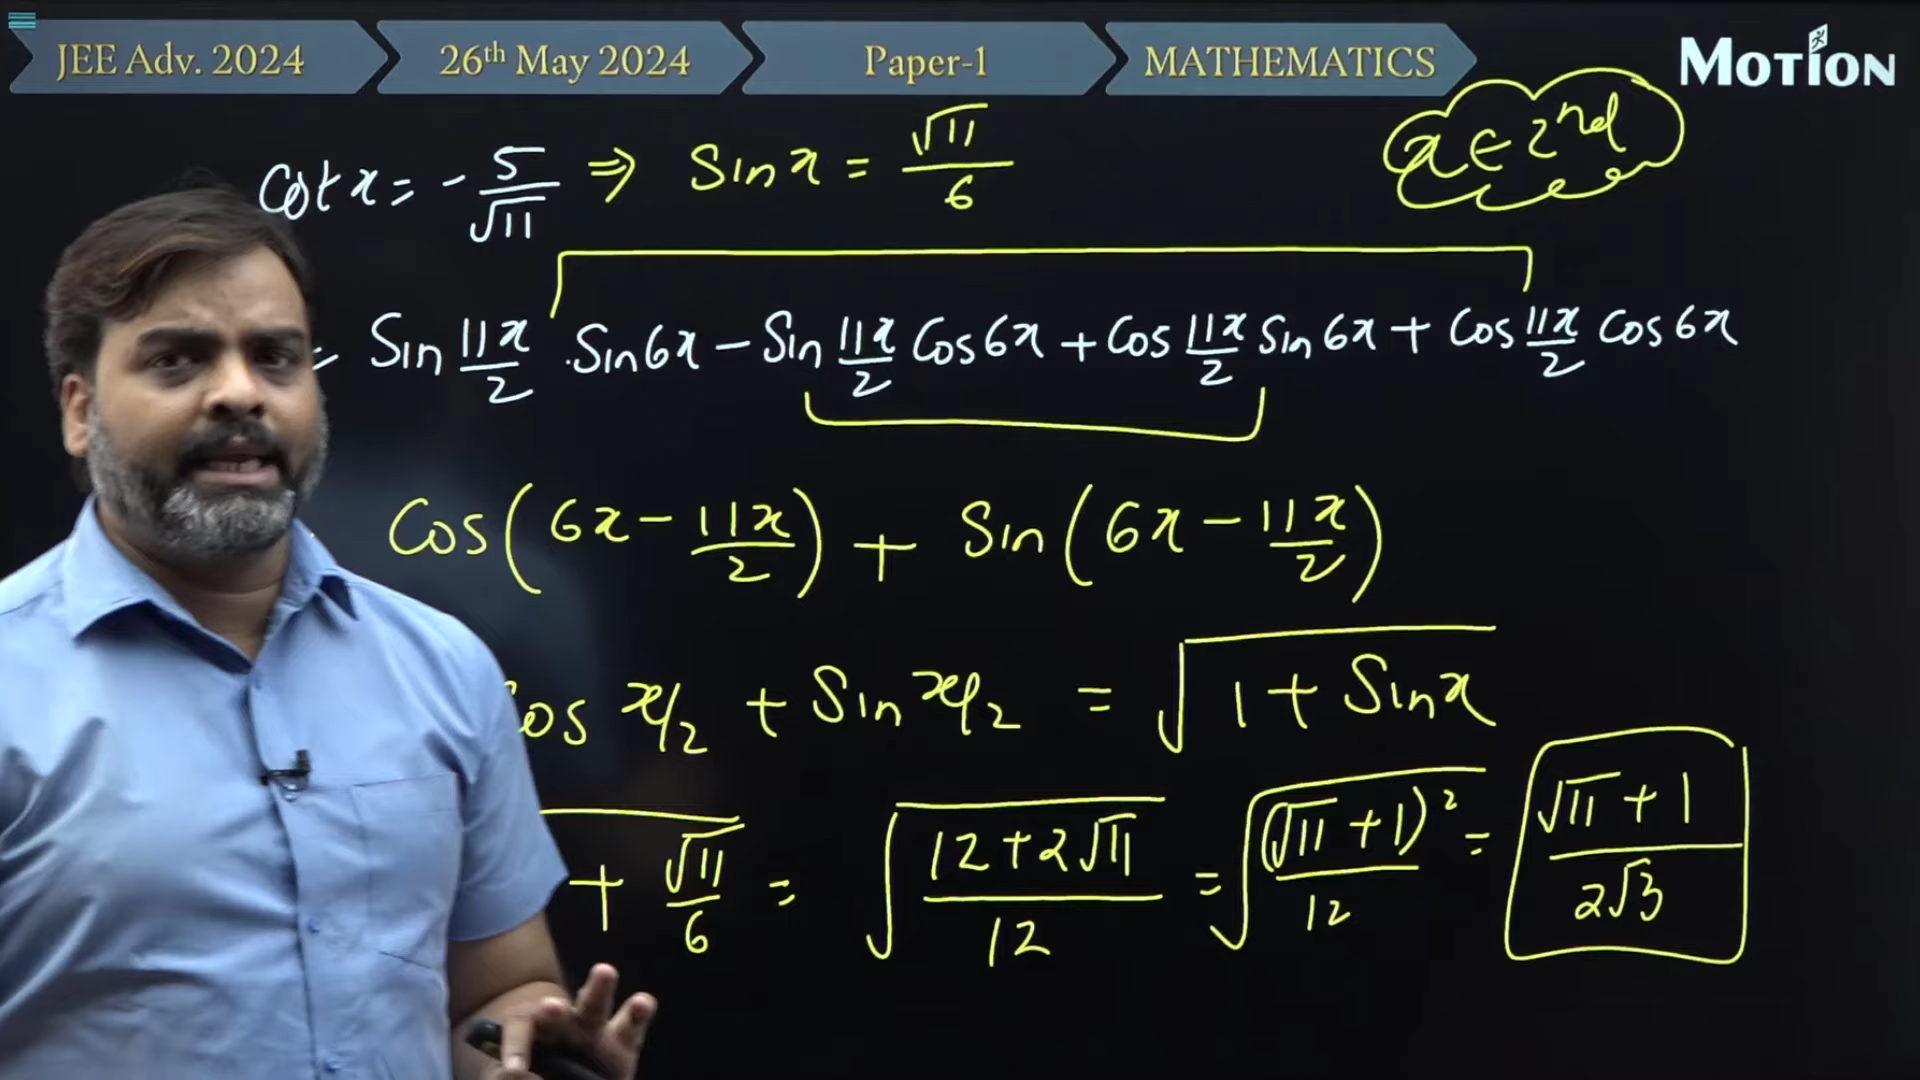 JEE Adv. 2024 26th May 2024 Paper-1 MATHEMATICS MOTION
Cot x = - 5/√11 ⇒ Sin x = √11/6 x ∈ 2nd
= Sin 11x/2 · Sin 6x - Sin 11x/2 Cos 6x + Cos 11x/2 Sin 6x + Cos 11x/2 Cos 6x
Cos(6x - 11x/2) + Sin(6x - 11x/2)
Cos x/2 + Sin x/2 = √(1 + Sin x)
+ √11/6 = √((12+2√11)/12) = √((√11+1)²/12) = (√11+1)/(2√3)